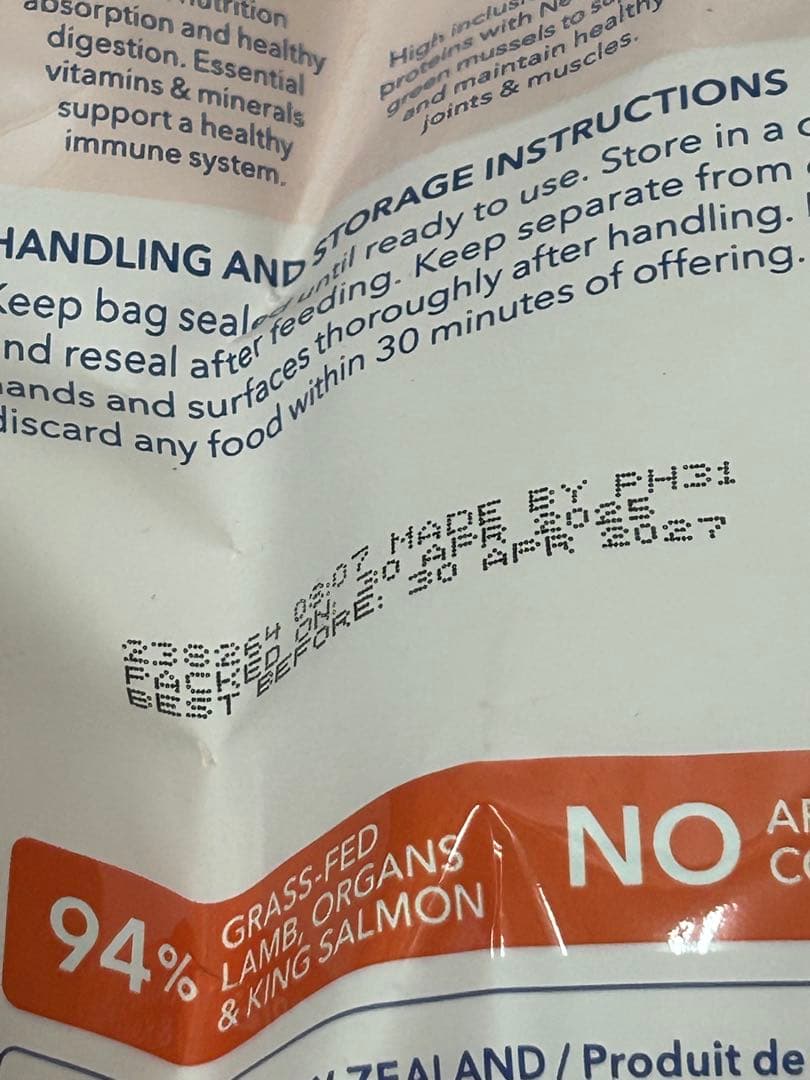 absorption and healthy
digestion. Essential
vitamins & minerals
support a healthy
immune system.
High
proteins with
green mussels to
and maintain healthy
joints & muscles.
HANDLING AND STORAGE INSTRUCTIONS
Keep bag sealed until ready to use. Store in a
and reseal after feeding. Keep separate from
hands and surfaces thoroughly after handling.
discard any food within 30 minutes of offering.
238264 08:07 MADE BY PH31
PACKED ON: 30 APR 2025
BEST BEFORE: 30 APR 2027
94% GRASS-FED
LAMB, ORGANS
& KING SALMON
NO
ZEALAND / Produit de